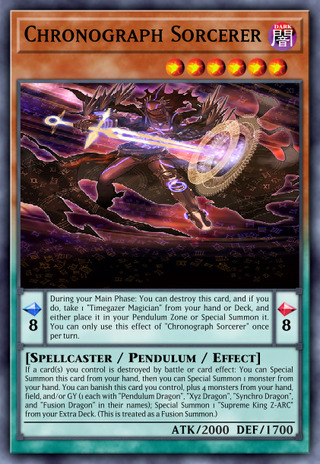 Chronograph Sorcerer
DARK
闇
During your Main Phase: You can destroy this card, and if you
do, take 1 "Timegazer Magician" from your hand or Deck, and
either place it in your Pendulum Zone or Special Summon it.
You can only use this effect of "Chronograph Sorcerer" once
per turn.
8
8
[Spellcaster / Pendulum / Effect]
If a card(s) you control is destroyed by battle or card effect: You can Special
Summon this card from your hand, then you can Special Summon 1 monster from
your hand. You can banish this card you control, plus 4 monsters from your hand,
field, and/or GY (1 each with "Pendulum Dragon", "Xyz Dragon", "Synchro Dragon",
and "Fusion Dragon" in their names); Special Summon 1 "Supreme King Z-ARC"
from your Extra Deck. (This is treated as a Fusion Summon.)
ATK/2000 DEF/1700